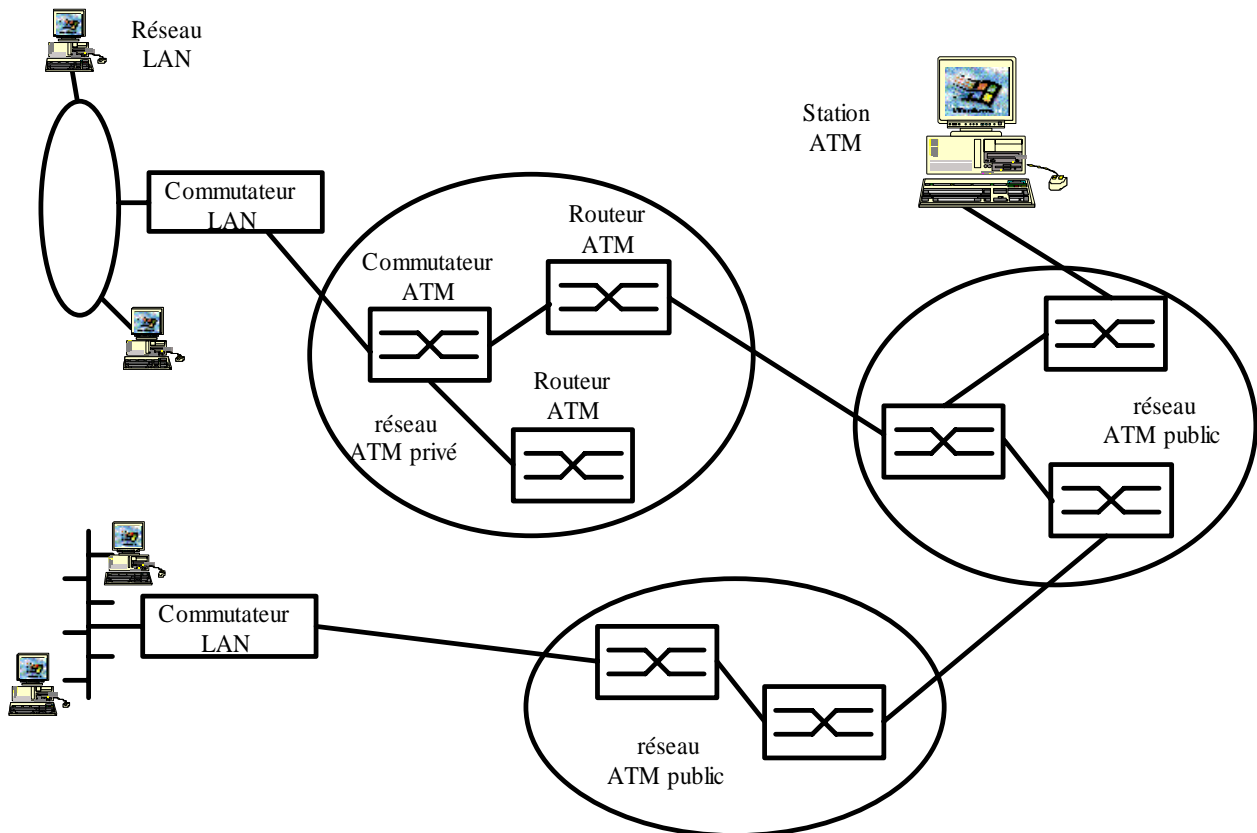 Réseau
LAN
Station
ATM
Commutateur
LAN
Routeur
ATM
Commutateur
ATM
Routeur
ATM
réseau
ATM privé
réseau
ATM public
Commutateur
LAN
réseau
ATM public